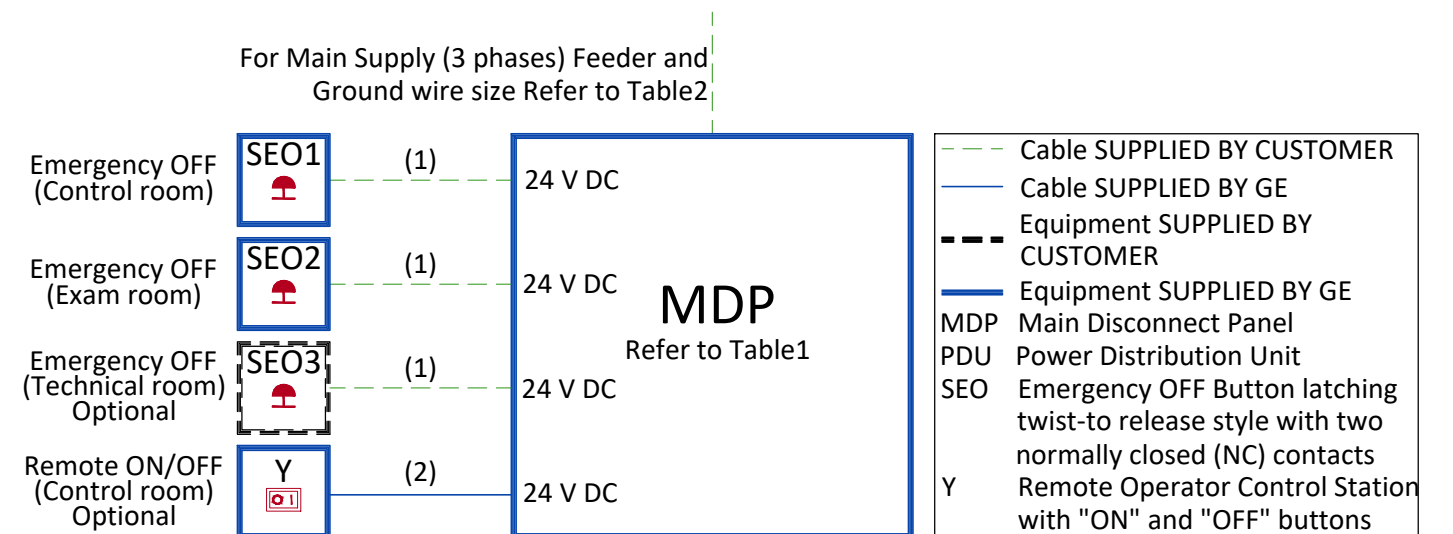 For Main Supply (3 phases) Feeder and
Ground wire size Refer to Table2
Emergency OFF
(Control room)
SEO1
(1)
24 V DC
Emergency OFF
(Exam room)
SEO2
(1)
24 V DC
Emergency OFF
(Technical room)
Optional
SEO3
(1)
24 V DC
Remote ON/OFF
(Control room)
Optional
Y
O I
(2)
24 V DC
MDP
Refer to Table1
Cable SUPPLIED BY CUSTOMER
Cable SUPPLIED BY GE
Equipment SUPPLIED BY
CUSTOMER
Equipment SUPPLIED BY GE
MDP Main Disconnect Panel
PDU Power Distribution Unit
SEO Emergency OFF Button latching
twist-to release style with two
normally closed (NC) contacts
Y Remote Operator Control Station
with "ON" and "OFF" buttons